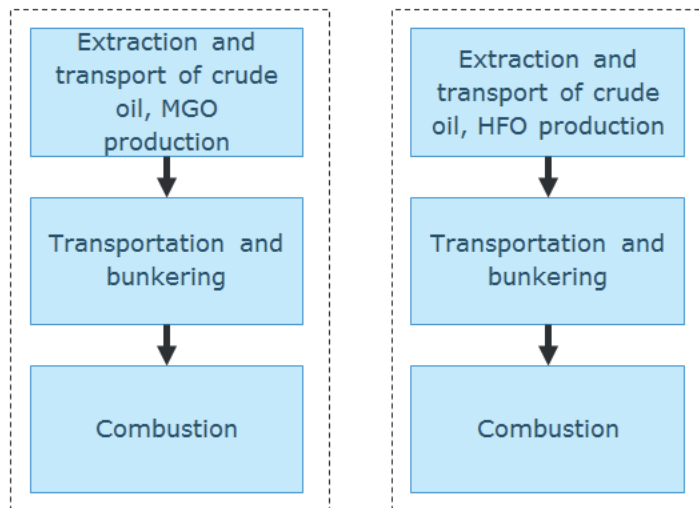 Extraction and
transport of crude
oil, MGO
production
Transportation and
bunkering
Combustion
Extraction and
transport of crude
oil, HFO production
Transportation and
bunkering
Combustion